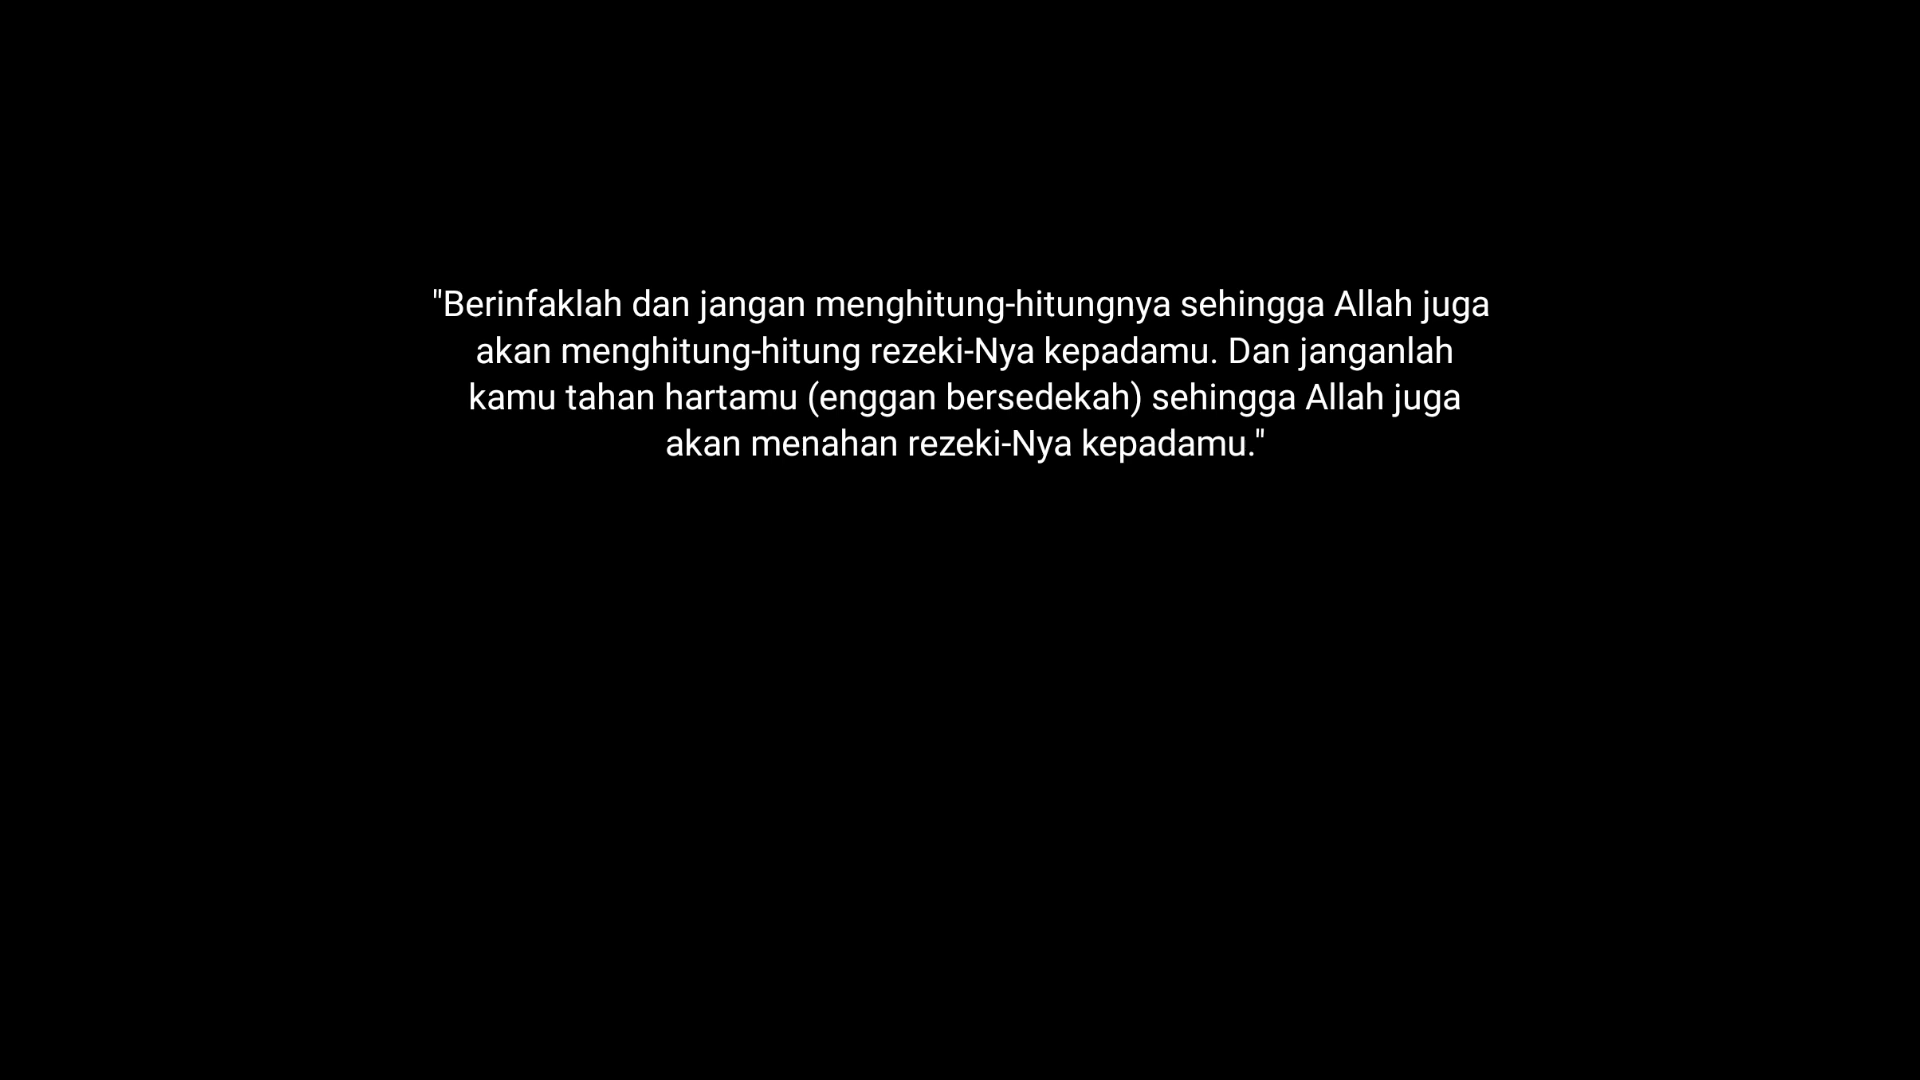 "Berinfaklah dan jangan menghitung-hitungnya sehingga Allah juga
akan menghitung-hitung rezeki-Nya kepadamu. Dan janganlah
kamu tahan hartamu (enggan bersedekah) sehingga Allah juga
akan menahan rezeki-Nya kepadamu."